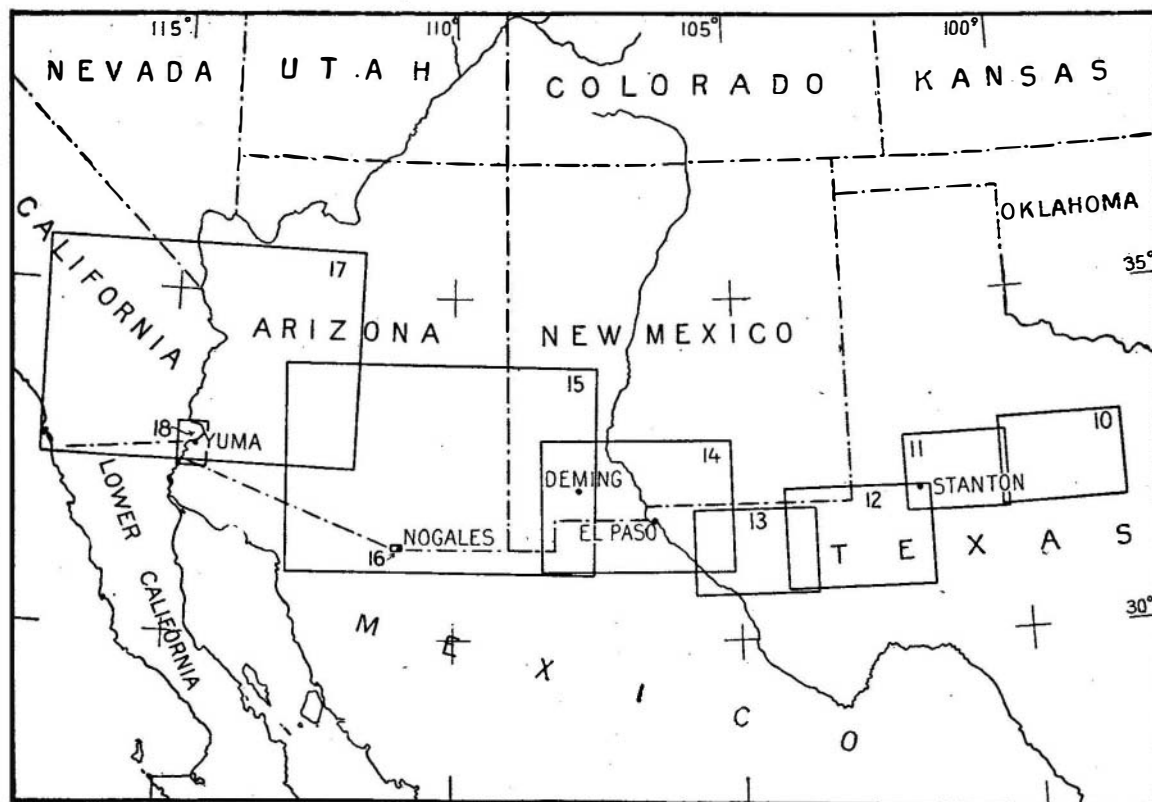 115° 110° 105° 100°
NEVADA UTAH COLORADO KANSAS
OKLAHOMA
CALIFORNIA
35°
17
ARIZONA NEW MEXICO
15
10
11
14
18 YUMA
DEMING
STANTON
12
13
EL PASO
NOGALES
16
TEXAS
LOWER CALIFORNIA
30°
MEXICO